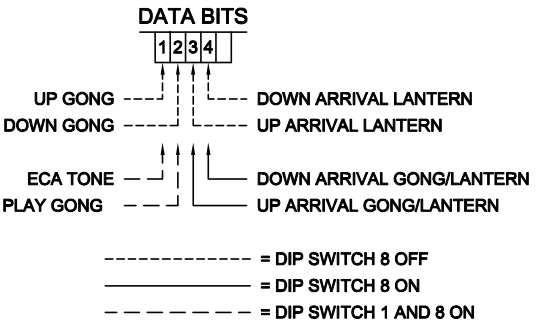 DATA BITS
1 2 3 4
UP GONG DOWN ARRIVAL LANTERN
DOWN GONG UP ARRIVAL LANTERN
ECA TONE DOWN ARRIVAL GONG/LANTERN
PLAY GONG UP ARRIVAL GONG/LANTERN
= DIP SWITCH 8 OFF
= DIP SWITCH 8 ON
= DIP SWITCH 1 AND 8 ON